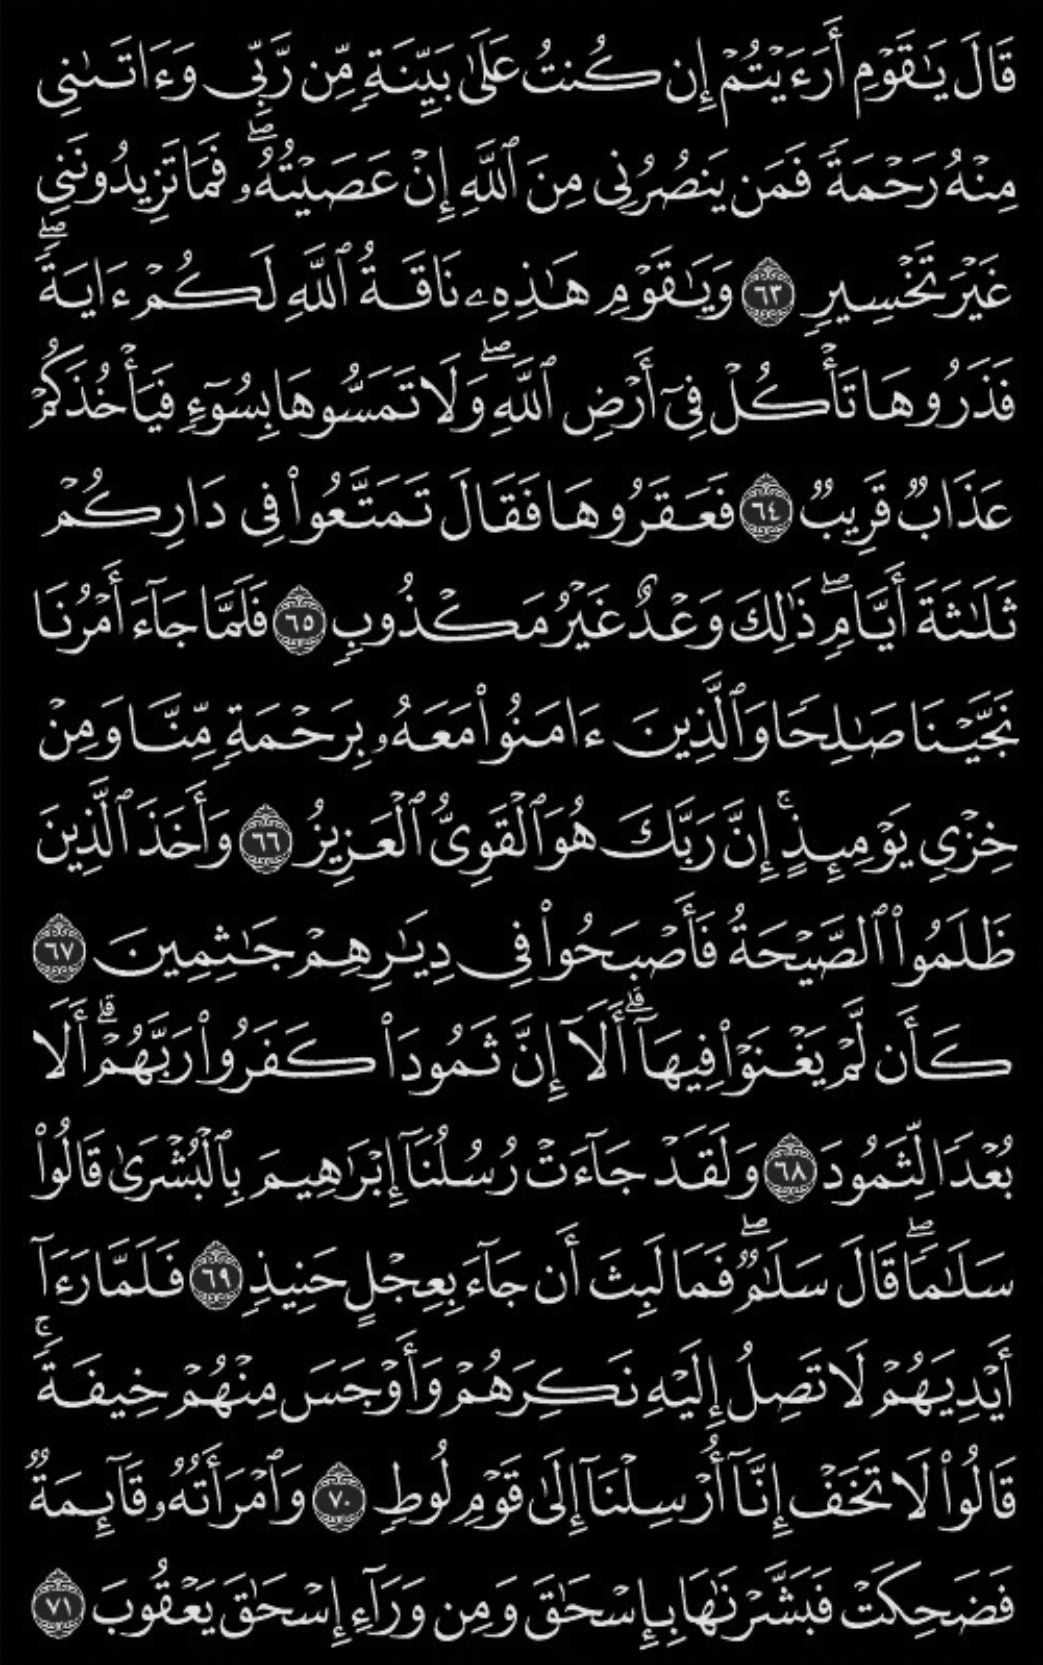 قَالَ يَـٰقَوْمِ أَرَءَيْتُمْ إِن كُنتُ عَلَىٰ بَيِّنَةٍ مِّن رَّبِّى وَءَاتَىٰنِى
مِنْهُ رَحْمَةً فَمَن يَنصُرُنِى مِنَ ٱللَّهِ إِنْ عَصَيْتُهُۥ ۖ فَمَا تَزِيدُونَنِى
غَيْرَ تَخْسِيرٍ ٦٣ وَيَـٰقَوْمِ هَـٰذِهِۦ نَاقَةُ ٱللَّهِ لَكُمْ ءَايَةً ۖ
فَذَرُوهَا تَأْكُلْ فِىٓ أَرْضِ ٱللَّهِ ۖ وَلَا تَمَسُّوهَا بِسُوٓءٍ فَيَأْخُذَكُمْ
عَذَابٌ قَرِيبٌ ٦٤ فَعَقَرُوهَا فَقَالَ تَمَتَّعُوا۟ فِى دَارِكُمْ
ثَلَـٰثَةَ أَيَّامٍ ۖ ذَٰلِكَ وَعْدٌ غَيْرُ مَكْذُوبٍ ٦٥ فَلَمَّا جَآءَ أَمْرُنَا
نَجَّيْنَا صَـٰلِحًا وَٱلَّذِينَ ءَامَنُوا۟ مَعَهُۥ بِرَحْمَةٍ مِّنَّا وَمِنْ
خِزْىِ يَوْمِئِذٍ ۚ إِنَّ رَبَّكَ هُوَ ٱلْقَوِىُّ ٱلْعَزِيزُ ٦٦ وَأَخَذَ ٱلَّذِينَ
ظَلَمُوا۟ ٱلصَّيْحَةُ فَأَصْبَحُوا۟ فِى دِيَـٰرِهِمْ جَـٰثِمِينَ ٦٧
كَأَن لَّمْ يَغْنَوْا۟ فِيهَآ ۗ أَلَآ إِنَّ ثَمُودَا۟ كَفَرُوا۟ رَبَّهُمْ ۗ أَلَا
بُعْدًا لِّثَمُودَ ٦٨ وَلَقَدْ جَآءَتْ رُسُلُنَآ إِبْرَٰهِيمَ بِٱلْبُشْرَىٰ قَالُوا۟
سَلَـٰمًا ۖ قَالَ سَلَـٰمٌ ۖ فَمَا لَبِثَ أَن جَآءَ بِعِجْلٍ حَنِيذٍ ٦٩ فَلَمَّا رَءَآ
أَيْدِيَهُمْ لَا تَصِلُ إِلَيْهِ نَكِرَهُمْ وَأَوْجَسَ مِنْهُمْ خِيفَةً ۚ
قَالُوا۟ لَا تَخَفْ إِنَّآ أُرْسِلْنَآ إِلَىٰ قَوْمِ لُوطٍ ٧٠ وَٱمْرَأَتُهُۥ قَآئِمَةٌ
فَضَحِكَتْ فَبَشَّرْنَـٰهَا بِإِسْحَـٰقَ وَمِن وَرَآءِ إِسْحَـٰقَ يَعْقُوبَ ٧١